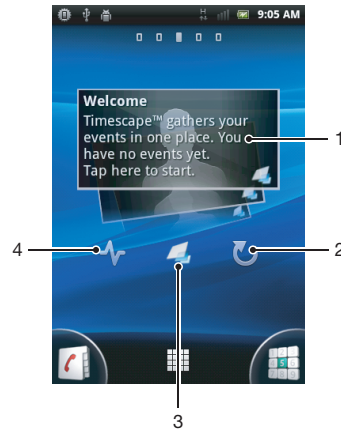 9:05 AM
Welcome
Timescape™ gathers your
events in one place. You
have no events yet.
Tap here to start.
1
4
2
3